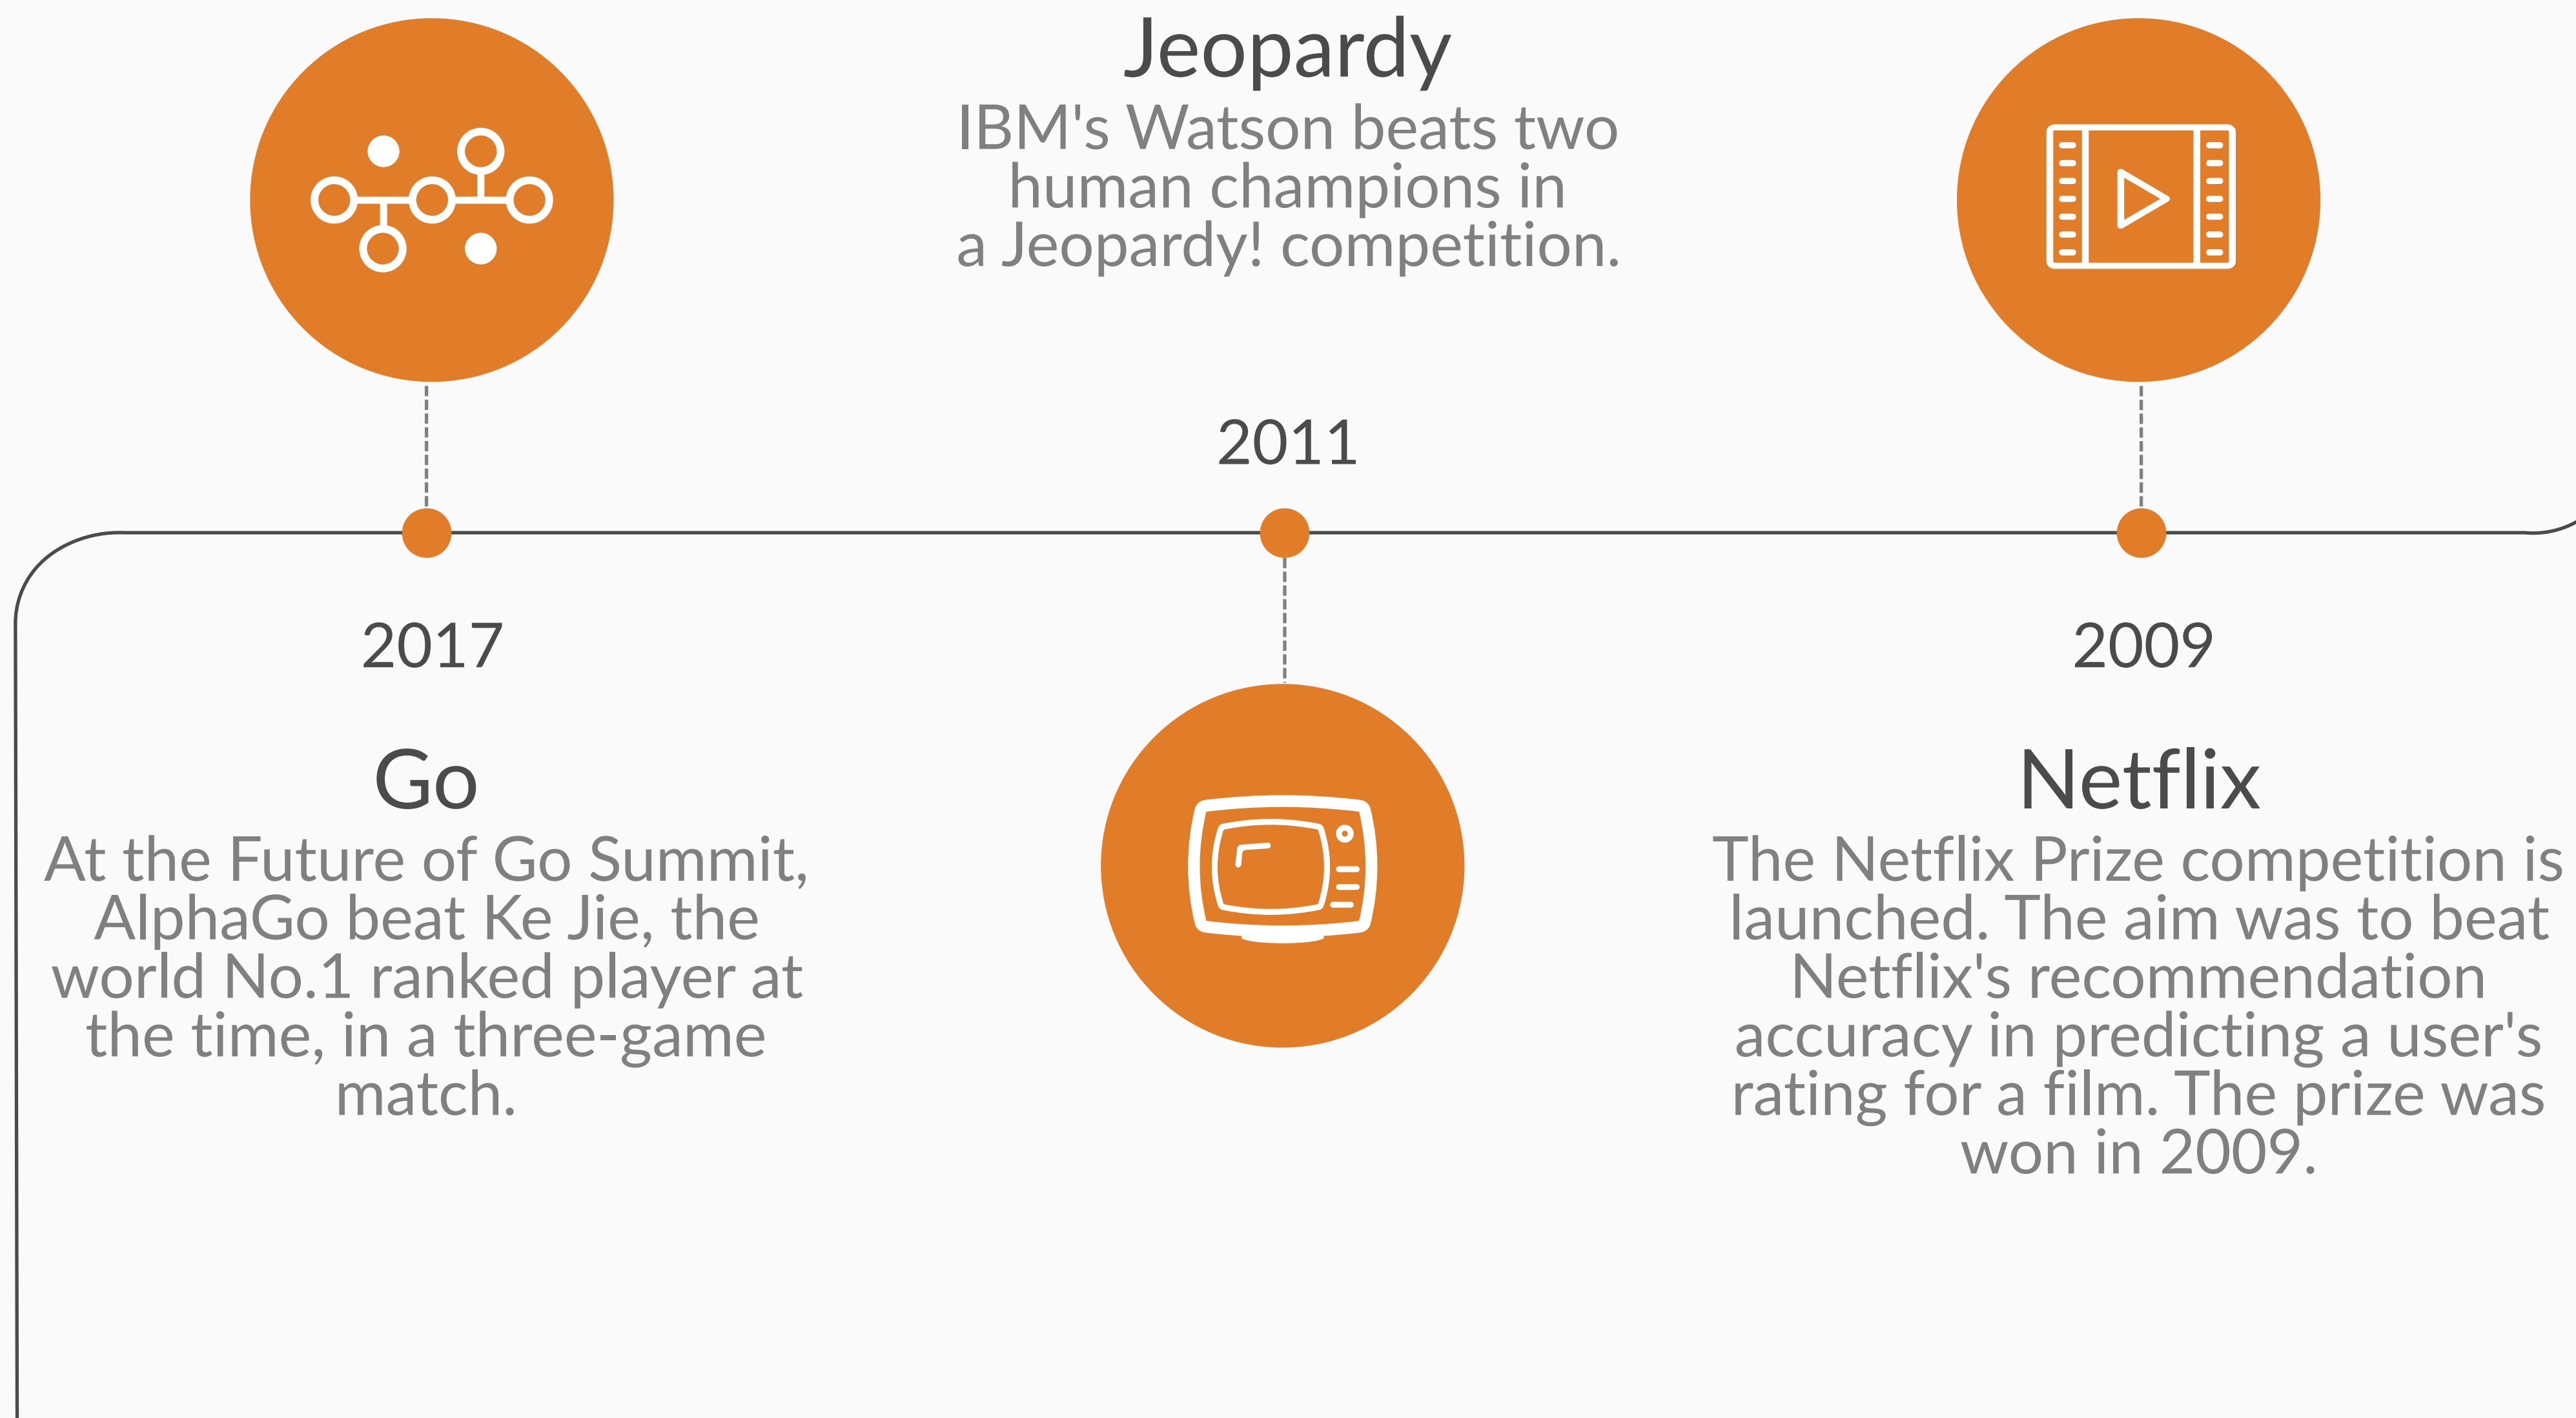 Jeopardy
IBM's Watson beats two
human champions in
a Jeopardy! competition.
2011
2017
Go
At the Future of Go Summit,
AlphaGo beat Ke Jie, the
world No.1 ranked player at
the time, in a three-game
match.
2009
Netflix
The Netflix Prize competition is
launched. The aim was to beat
Netflix's recommendation
accuracy in predicting a user's
rating for a film. The prize was
won in 2009.